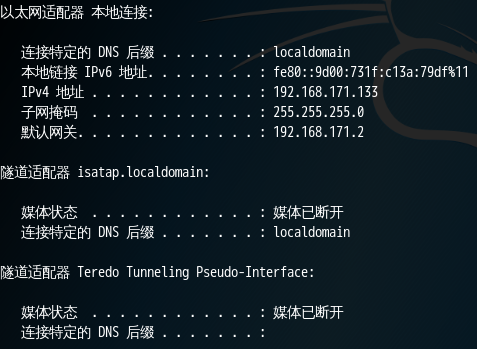 以太网适配器 本地连接:
连接特定的 DNS 后缀 . . . . . . . : localdomain
本地链接 IPv6 地址. . . . . . . . : fe80::9d00:731f:c13a:79df%11
IPv4 地址 . . . . . . . . . . . . : 192.168.171.133
子网掩码  . . . . . . . . . . . . : 255.255.255.0
默认网关. . . . . . . . . . . . . : 192.168.171.2
隧道适配器 isatap.localdomain:
媒体状态  . . . . . . . . . . . . : 媒体已断开
连接特定的 DNS 后缀 . . . . . . . : localdomain
隧道适配器 Teredo Tunneling Pseudo-Interface:
媒体状态  . . . . . . . . . . . . : 媒体已断开
连接特定的 DNS 后缀 . . . . . . . :